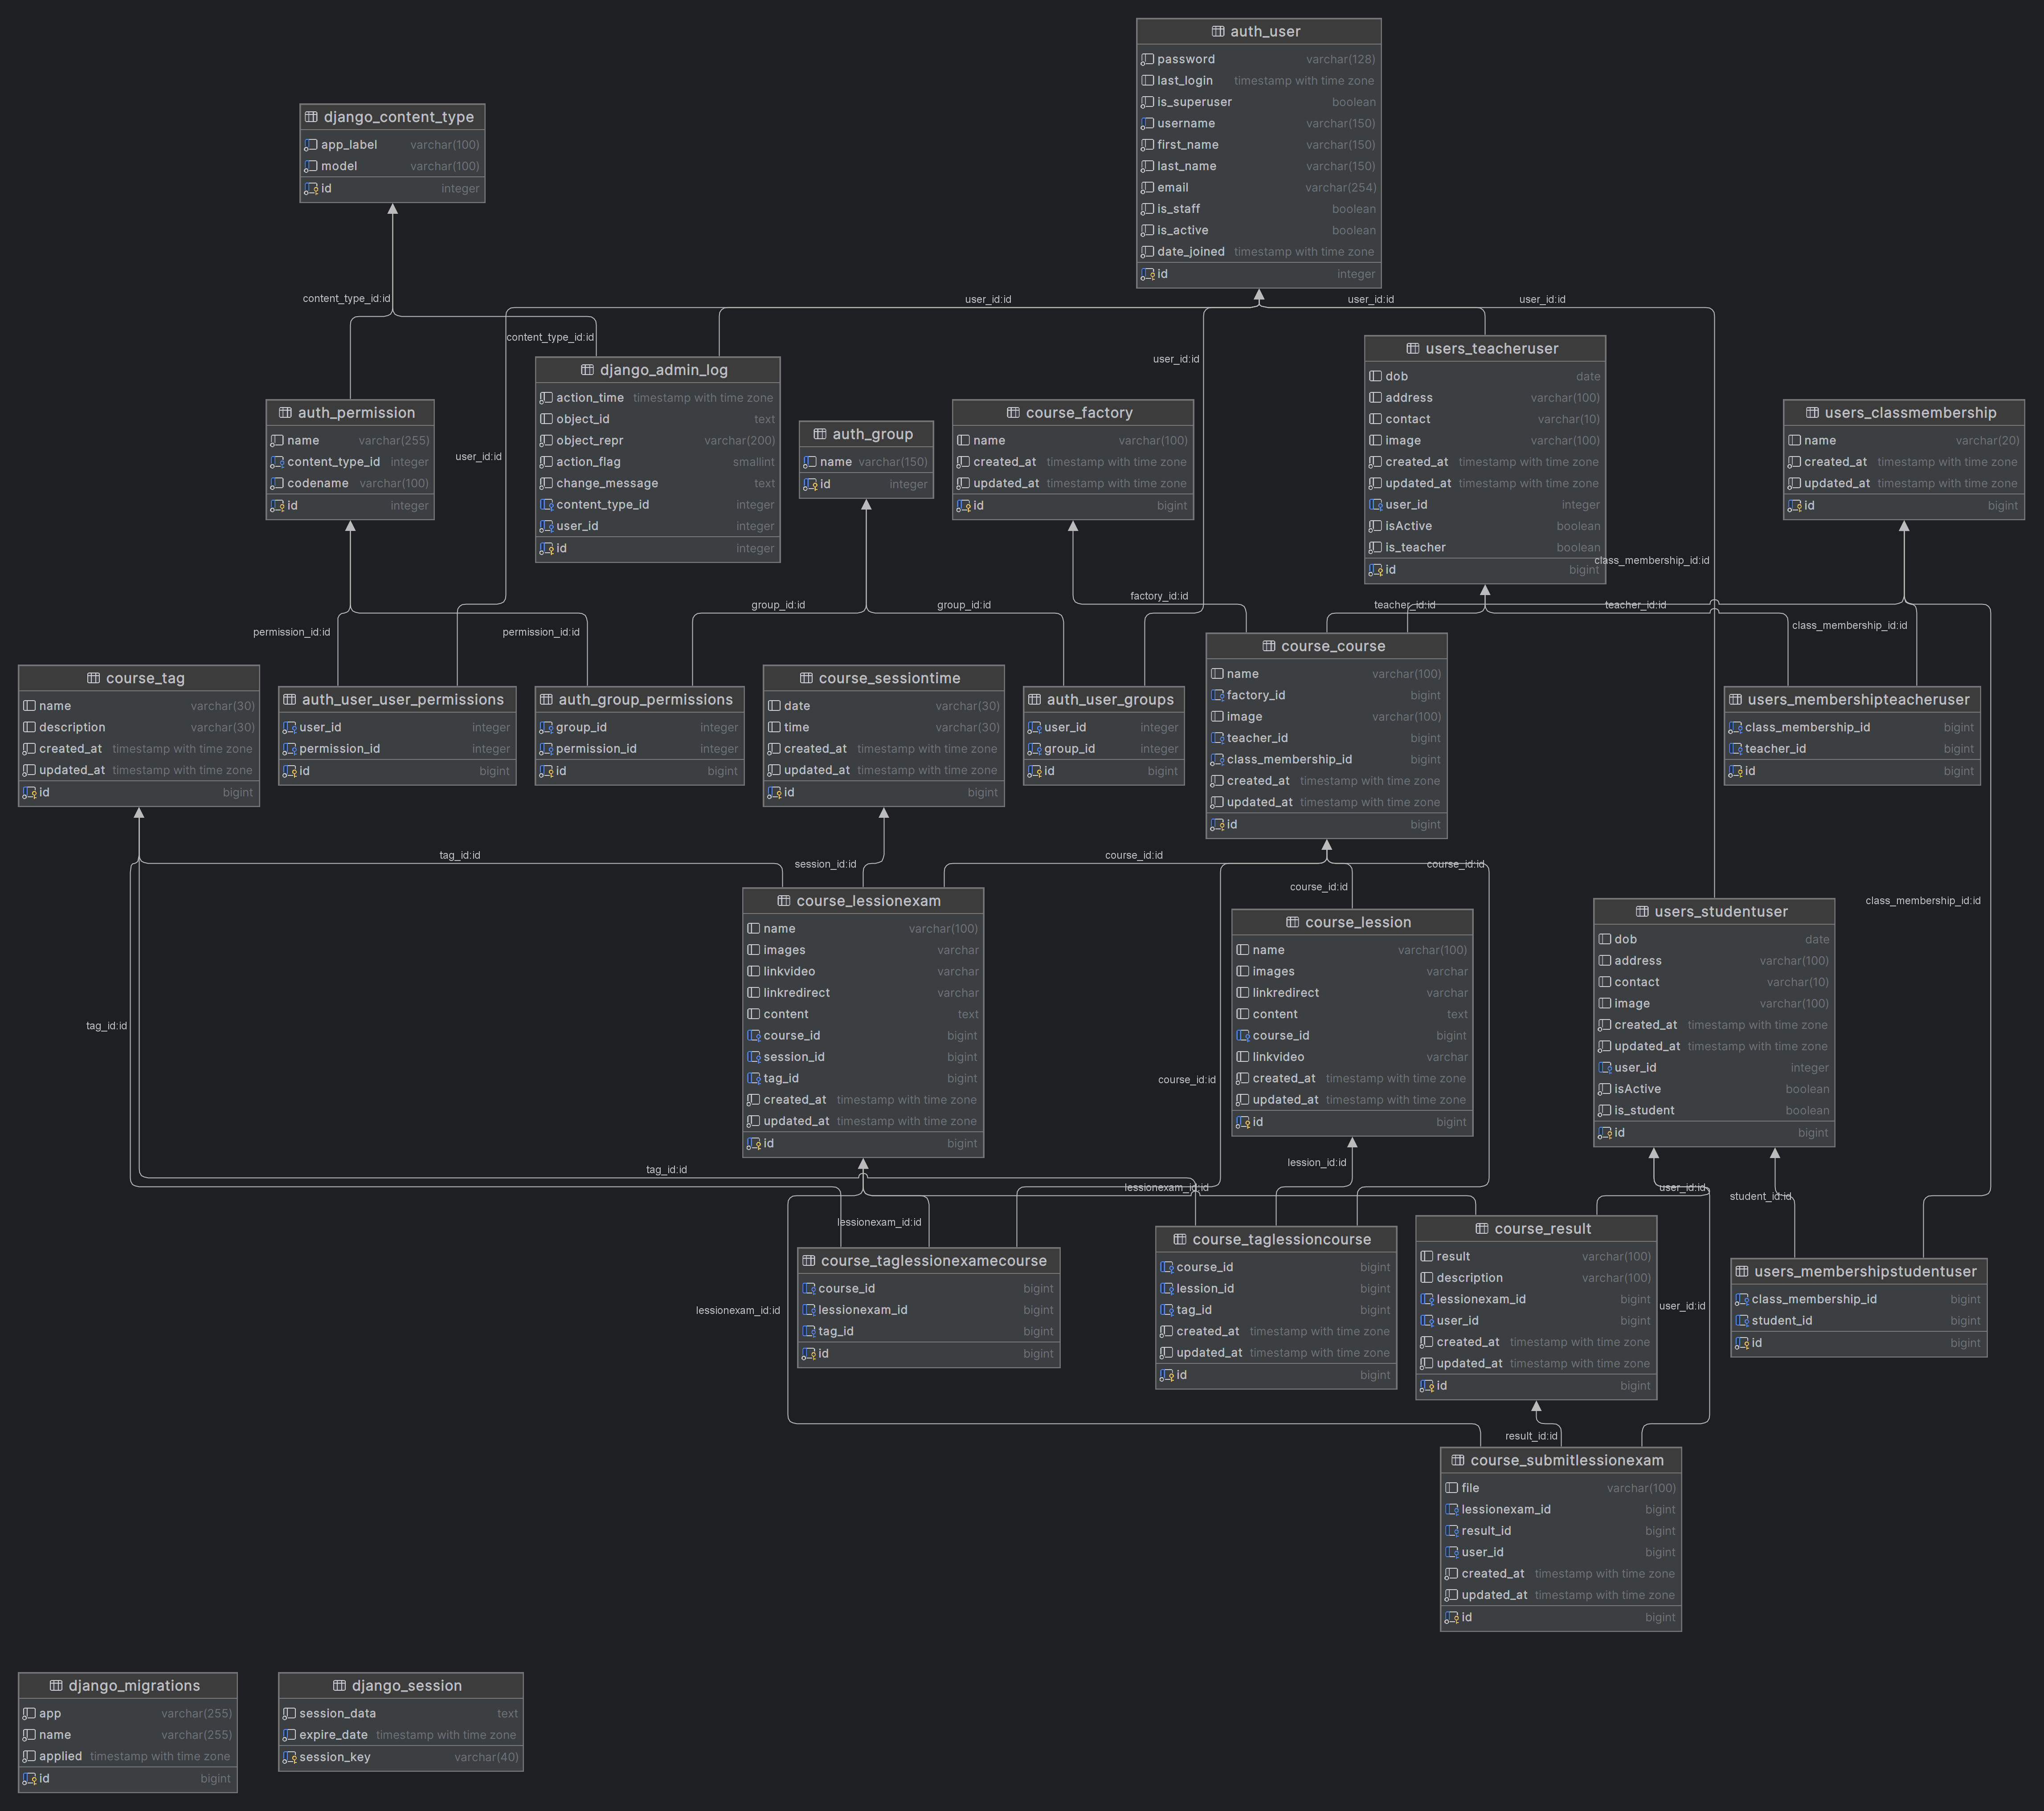 auth_user
password varchar(128)
last_login timestamp with time zone
is_superuser boolean
username varchar(150)
first_name varchar(150)
last_name varchar(150)
email varchar(254)
is_staff boolean
is_active boolean
date_joined timestamp with time zone
id integer
django_content_type
app_label varchar(100)
model varchar(100)
id integer
content_type_id:id
user_id:id
user_id:id
user_id:id
content_type_id:id
user_id:id
user_id:id
users_teacheruser
dob date
address varchar(100)
contact varchar(10)
image varchar(100)
created_at timestamp with time zone
updated_at timestamp with time zone
user_id integer
isActive boolean
is_teacher boolean
id bigint
django_admin_log
action_time timestamp with time zone
object_id text
object_repr varchar(200)
action_flag smallint
change_message text
content_type_id integer
user_id integer
id integer
auth_permission
name varchar(255)
content_type_id integer
codename varchar(100)
id integer
auth_group
name varchar(150)
id integer
course_factory
name varchar(100)
created_at timestamp with time zone
updated_at timestamp with time zone
id bigint
users_classmembership
name varchar(20)
created_at timestamp with time zone
updated_at timestamp with time zone
id bigint
class_membership_id:id
factory_id:id
group_id:id
group_id:id
teacher_id:id
teacher_id:id
class_membership_id:id
permission_id:id
permission_id:id
course_course
name varchar(100)
factory_id bigint
image varchar(100)
teacher_id bigint
class_membership_id bigint
created_at timestamp with time zone
updated_at timestamp with time zone
id bigint
course_tag
name varchar(30)
description varchar(30)
created_at timestamp with time zone
updated_at timestamp with time zone
id bigint
auth_user_user_permissions
user_id integer
permission_id integer
id bigint
auth_group_permissions
group_id integer
permission_id integer
id bigint
course_sessiontime
date varchar(30)
time varchar(30)
created_at timestamp with time zone
updated_at timestamp with time zone
id bigint
auth_user_groups
user_id integer
group_id integer
id bigint
users_membershipteacheruser
class_membership_id bigint
teacher_id bigint
id bigint
tag_id:id
session_id:id
course_id:id
course_id:id
course_id:id
class_membership_id:id
course_lessionexam
name varchar(100)
images varchar
linkvideo varchar
linkredirect varchar
content text
course_id bigint
session_id bigint
tag_id bigint
created_at timestamp with time zone
updated_at timestamp with time zone
id bigint
course_lession
name varchar(100)
images varchar
linkredirect varchar
content text
course_id bigint
linkvideo varchar
created_at timestamp with time zone
updated_at timestamp with time zone
id bigint
users_studentuser
dob date
address varchar(100)
contact varchar(10)
image varchar(100)
created_at timestamp with time zone
updated_at timestamp with time zone
user_id integer
isActive boolean
is_student boolean
id bigint
tag_id:id
course_id:id
tag_id:id
lession_id:id
lessionexam_id:id
user_id:id
student_id:id
lessionexam_id:id
course_taglessionexamecourse
course_id bigint
lessionexam_id bigint
tag_id bigint
id bigint
course_taglessioncourse
course_id bigint
lession_id bigint
tag_id bigint
created_at timestamp with time zone
updated_at timestamp with time zone
id bigint
course_result
result varchar(100)
description varchar(100)
lessionexam_id bigint
user_id bigint
created_at timestamp with time zone
updated_at timestamp with time zone
id bigint
users_membershipstudentuser
class_membership_id bigint
student_id bigint
id bigint
lessionexam_id:id
user_id:id
result_id:id
course_submitlessionexam
file varchar(100)
lessionexam_id bigint
result_id bigint
user_id bigint
created_at timestamp with time zone
updated_at timestamp with time zone
id bigint
django_migrations
app varchar(255)
name varchar(255)
applied timestamp with time zone
id bigint
django_session
session_data text
expire_date timestamp with time zone
session_key varchar(40)